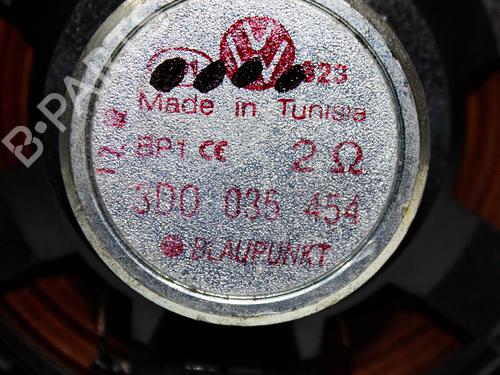 323
Made in Tunisia
BP1 CE 2 Ω
3D0 035 454
BLAUPUNKT
B-PARTS